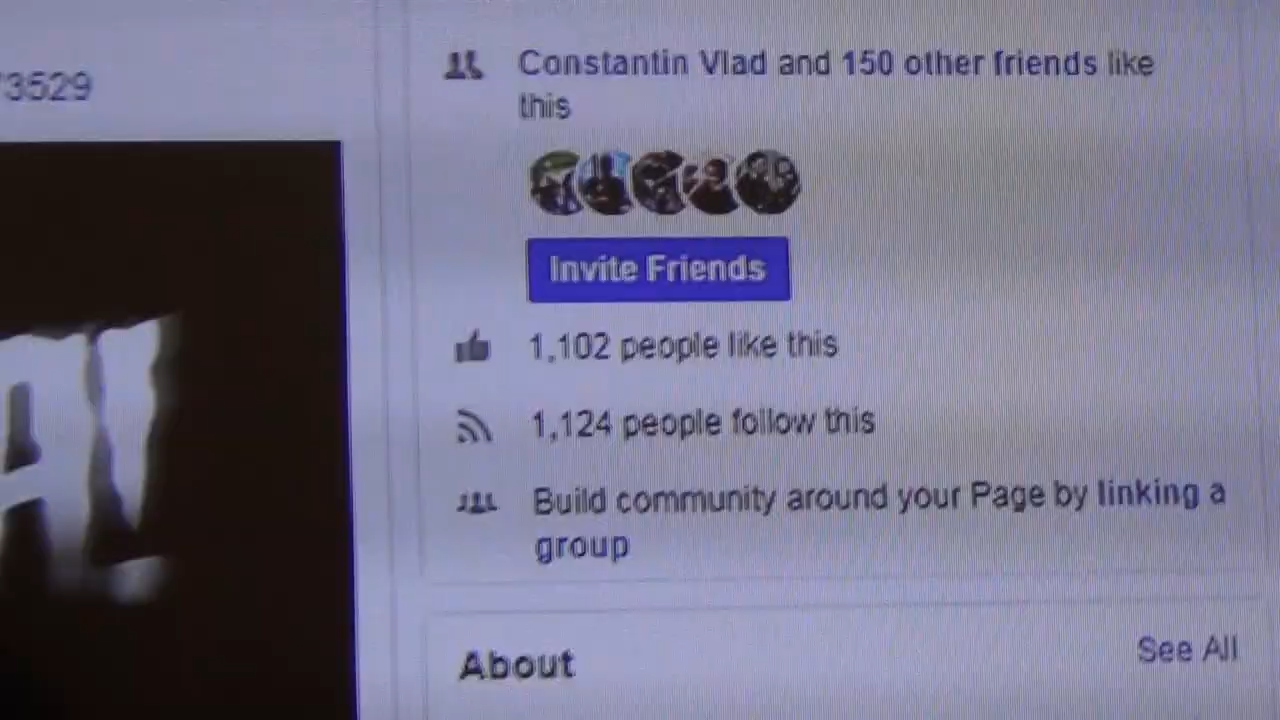 3529
Constantin Vlad and 150 other friends like
this
Invite Friends
1,102 people like this
1,124 people follow this
Build community around your Page by linking a
group
About
See All